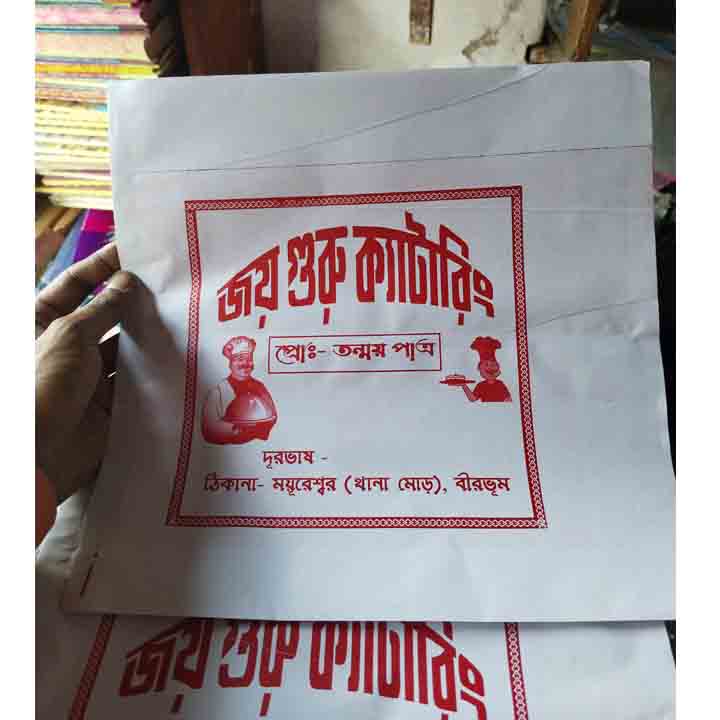 জয় গুরু ক্যাটারিং
প্রোঃ- তন্ময় পাত্র
দূরভাষ -
ঠিকানা- ময়ূরেশ্বর (থানা মোড়), বীরভূম
জয় গুরু ক্যাটারিং